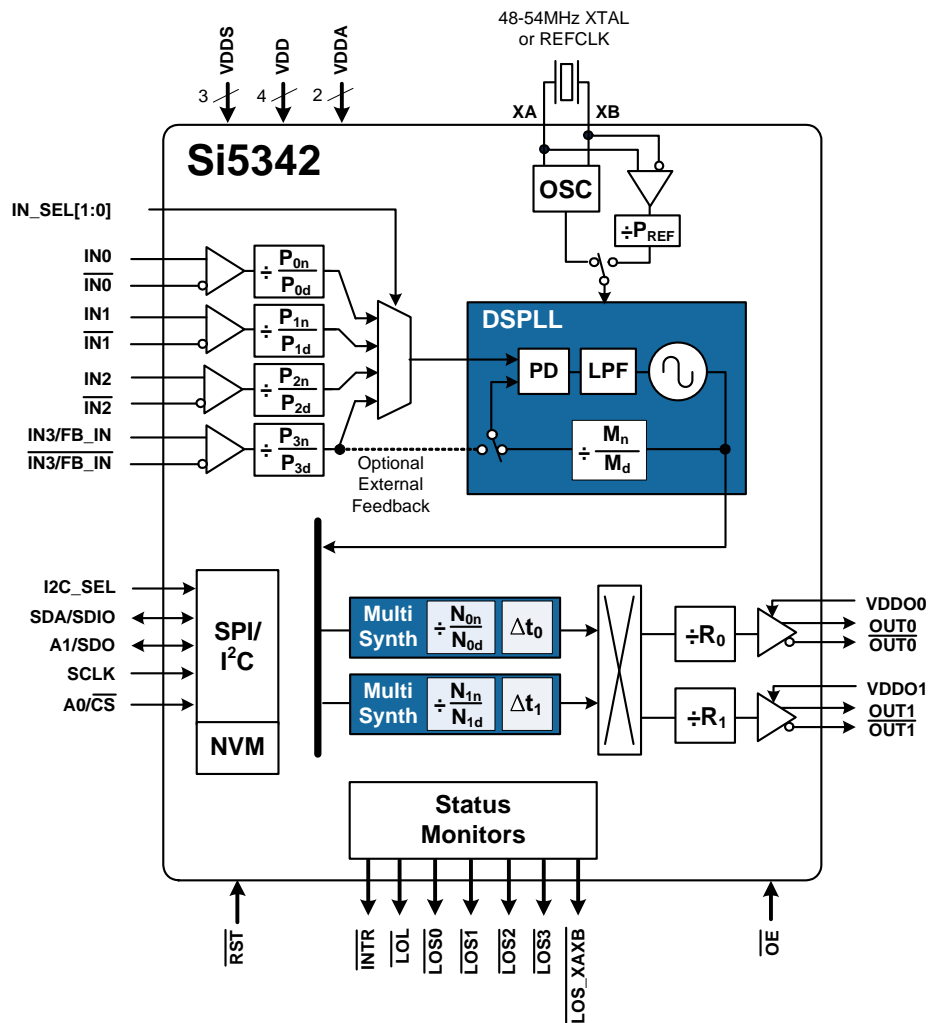 48-54MHz XTAL
or REFCLK
VDDS
VDD
VDDA
3
4
2
XA
XB
Si5342
OSC
÷P_REF
IN_SEL[1:0]
IN0
IN0
÷ P0n
P0d
IN1
IN1
÷ P1n
P1d
IN2
IN2
÷ P2n
P2d
IN3/FB_IN
IN3/FB_IN
÷ P3n
P3d
DSPLL
PD
LPF
÷ Mn
Md
Optional
External
Feedback
I2C_SEL
SDA/SDIO
A1/SDO
SCLK
A0/CS
SPI/
I²C
NVM
Multi
Synth
÷ N0n
N0d
Δt0
Multi
Synth
÷ N1n
N1d
Δt1
÷R0
÷R1
VDDO0
OUT0
OUT0
VDDO1
OUT1
OUT1
Status
Monitors
RST
INTR
LOL
LOS0
LOS1
LOS2
LOS3
LOS_XAXB
OE